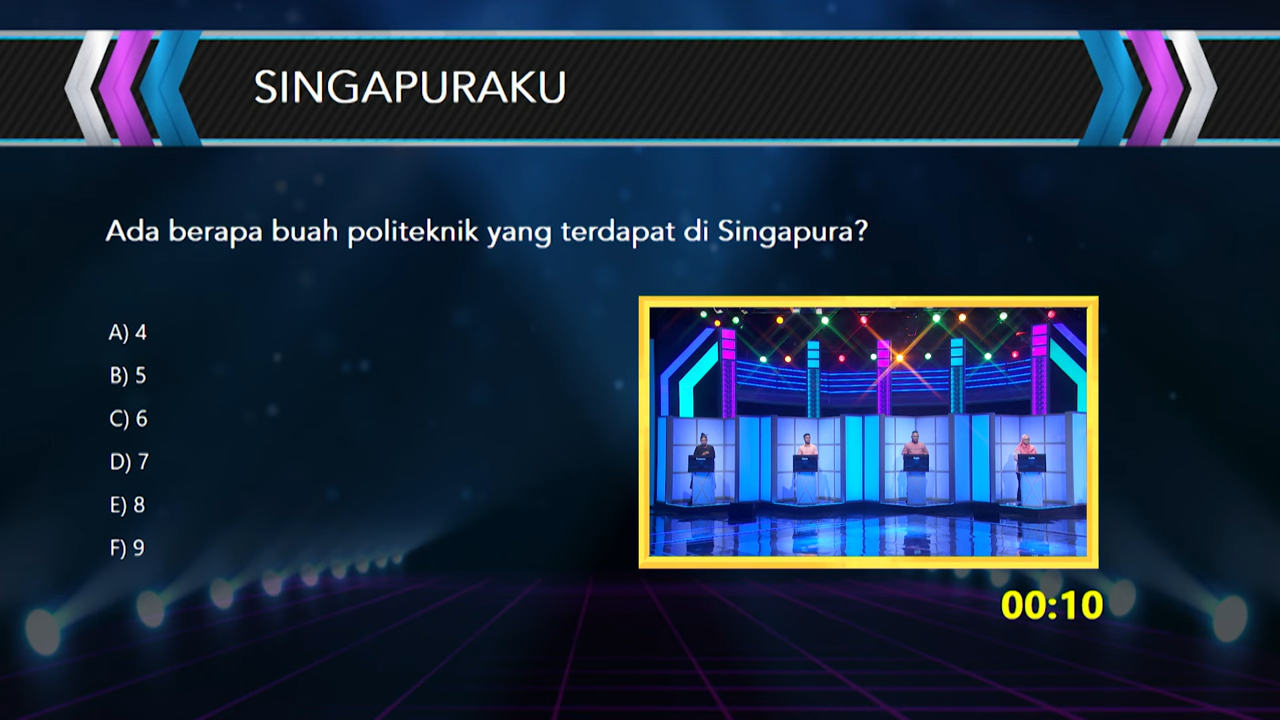 SINGAPURAKU
Ada berapa buah politeknik yang terdapat di Singapura?
A) 4
B) 5
C) 6
D) 7
E) 8
F) 9
00:10